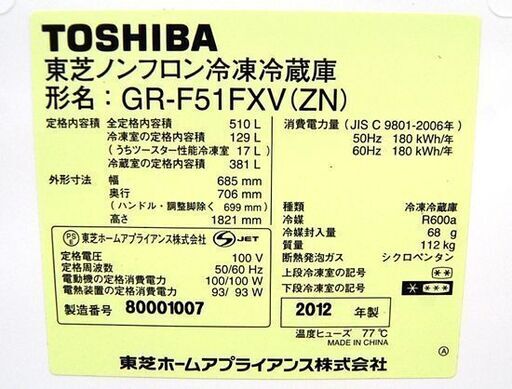 TOSHIBA
東芝ノンフロン冷凍冷蔵庫
形名：GR-F51FXV(ZN)
定格内容積 全定格内容積 510 L
冷凍室の定格内容積 129 L
(うちツースター性能冷凍室 17 L)
冷蔵室の定格内容積 381 L
外形寸法 幅 685 mm
奥行 706 mm
(ハンドル・調整脚除く 699 mm)
高さ 1821 mm
消費電力量 (JIS C 9801-2006年)
50Hz 180 kWh/年
60Hz 180 kWh/年
種類 冷凍冷蔵庫
冷媒 R600a
冷媒封入量 68 g
質量 112 kg
断熱発泡ガス シクロペンタン
上段冷凍室の記号 **
下段冷凍室の記号 * ***
PS E 東芝ホームアプライアンス株式会社 JET
定格電圧 100 V
定格周波数 50/60 Hz
電動機の定格消費電力 100/100 W
電熱装置の定格消費電力 93/ 93 W
製造番号 80001007
2012 年製
温度ヒューズ 77℃
MADE IN CHINA
東芝ホームアプライアンス株式会社
Ⓐ